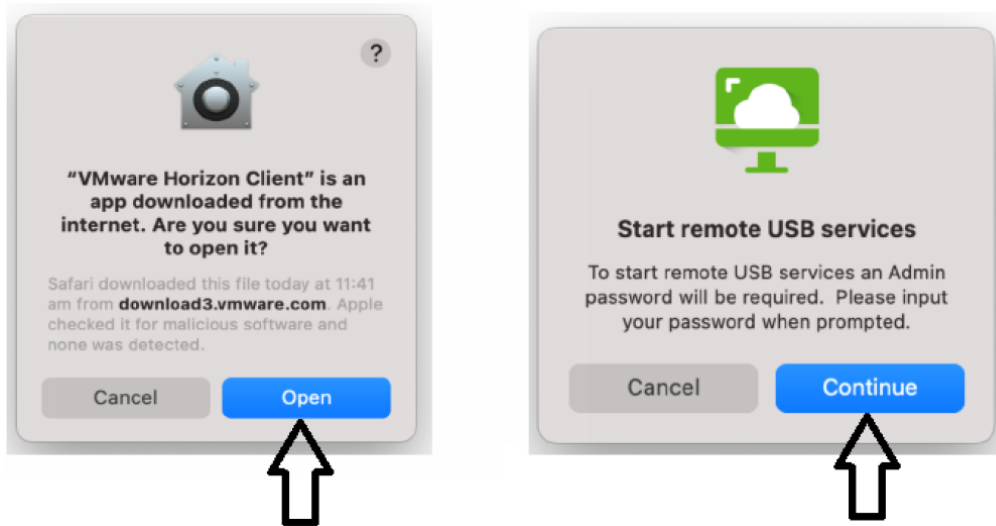 ?
“VMware Horizon Client” is an
app downloaded from the
internet. Are you sure you want
to open it?
Safari downloaded this file today at 11:41
am from download3.vmware.com. Apple
checked it for malicious software and
none was detected.
Cancel
Open
Start remote USB services
To start remote USB services an Admin
password will be required.  Please input
your password when prompted.
Cancel
Continue